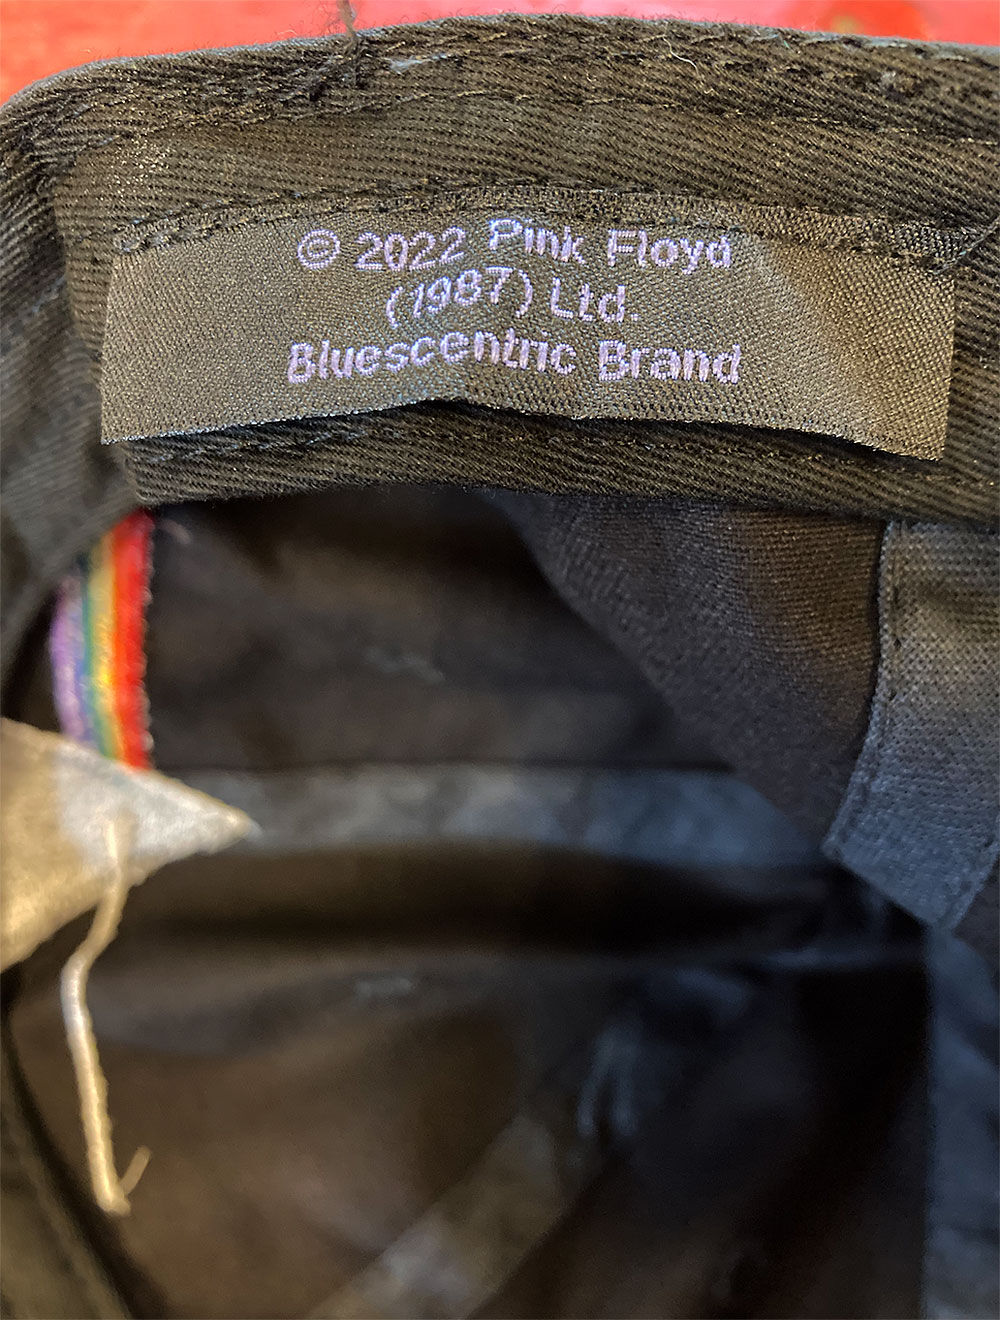 © 2022 Pink Floyd
(1987) Ltd.
Bluescentric Brand